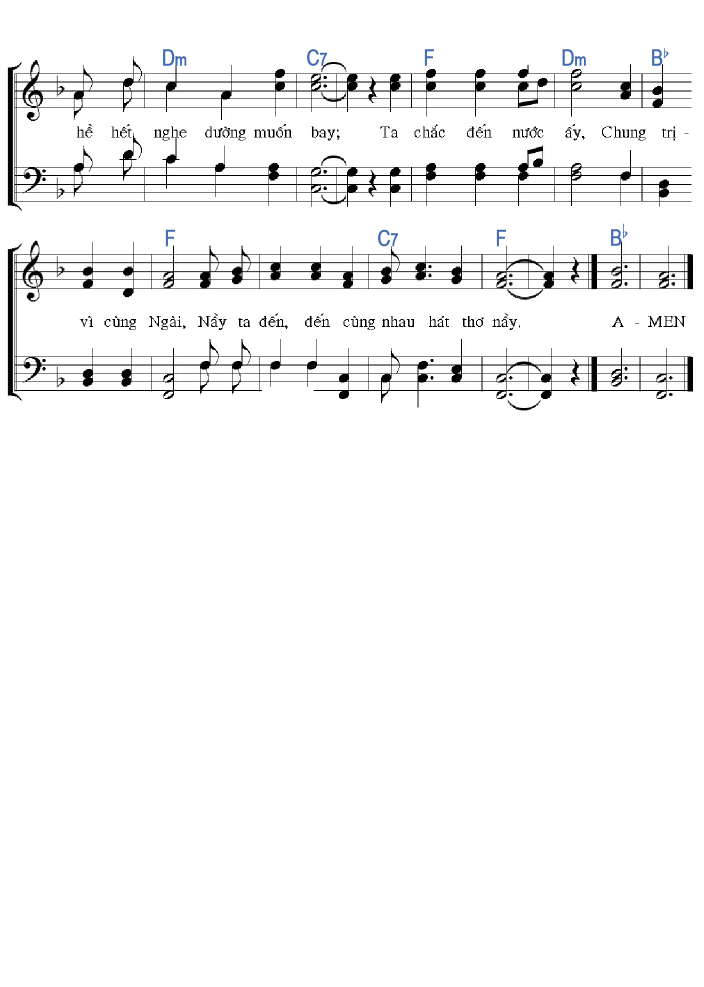 Dm C7 F Dm B♭
hề hết nghe dường muốn bay; Ta chắc đến nước ấy, Chung trị -
F C7 F B♭
vì cùng Ngài, Nầy ta đến, đến cùng nhau hát thơ nầy. A - MEN